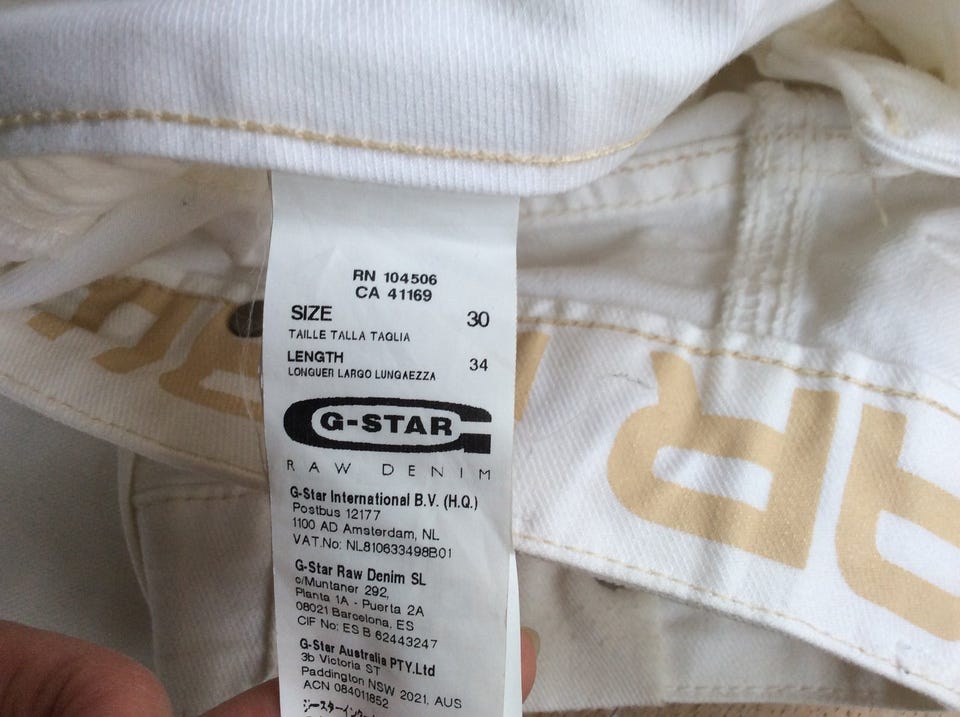 RN 104506
CA 41169
SIZE 30
TAILLE TALLA TAGLIA
LENGTH 34
LONGUER LARGO LUNGAEZZA
G-STAR
RAW DENIM
G-Star International B.V. (H.Q.)
Postbus 12177
1100 AD Amsterdam, NL
VAT.No: NL810633498B01
G-Star Raw Denim SL
c/Muntaner 292,
Planta 1A - Puerta 2A
08021 Barcelona, ES
CIF No: ES B 62443247
G-Star Australia PTY.Ltd
3b Victoria ST
Paddington NSW 2021, AUS
ACN 084011852